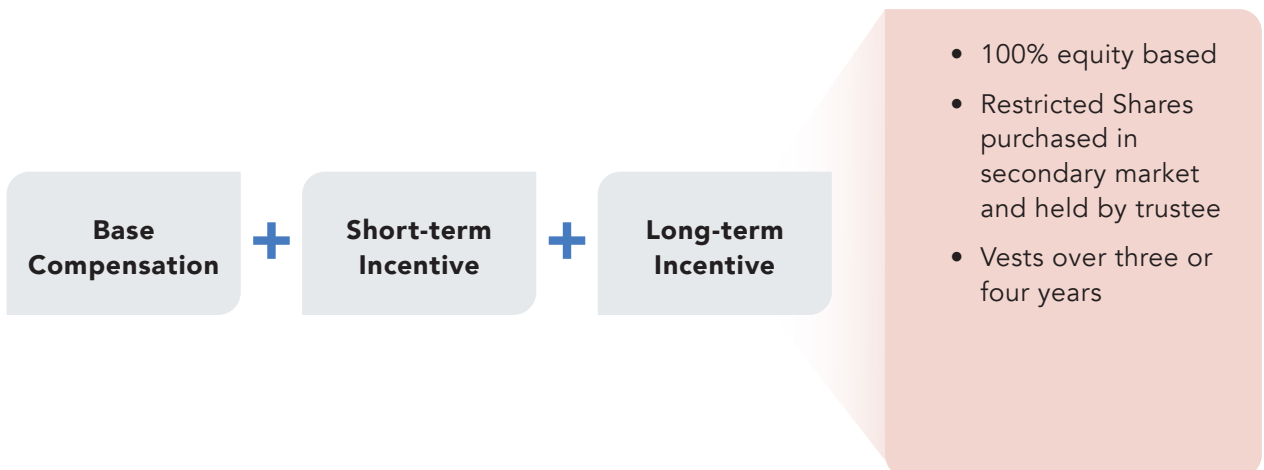 Base
Compensation
+
Short-term
Incentive
+
Long-term
Incentive
• 100% equity based
• Restricted Shares
purchased in
secondary market
and held by trustee
• Vests over three or
four years